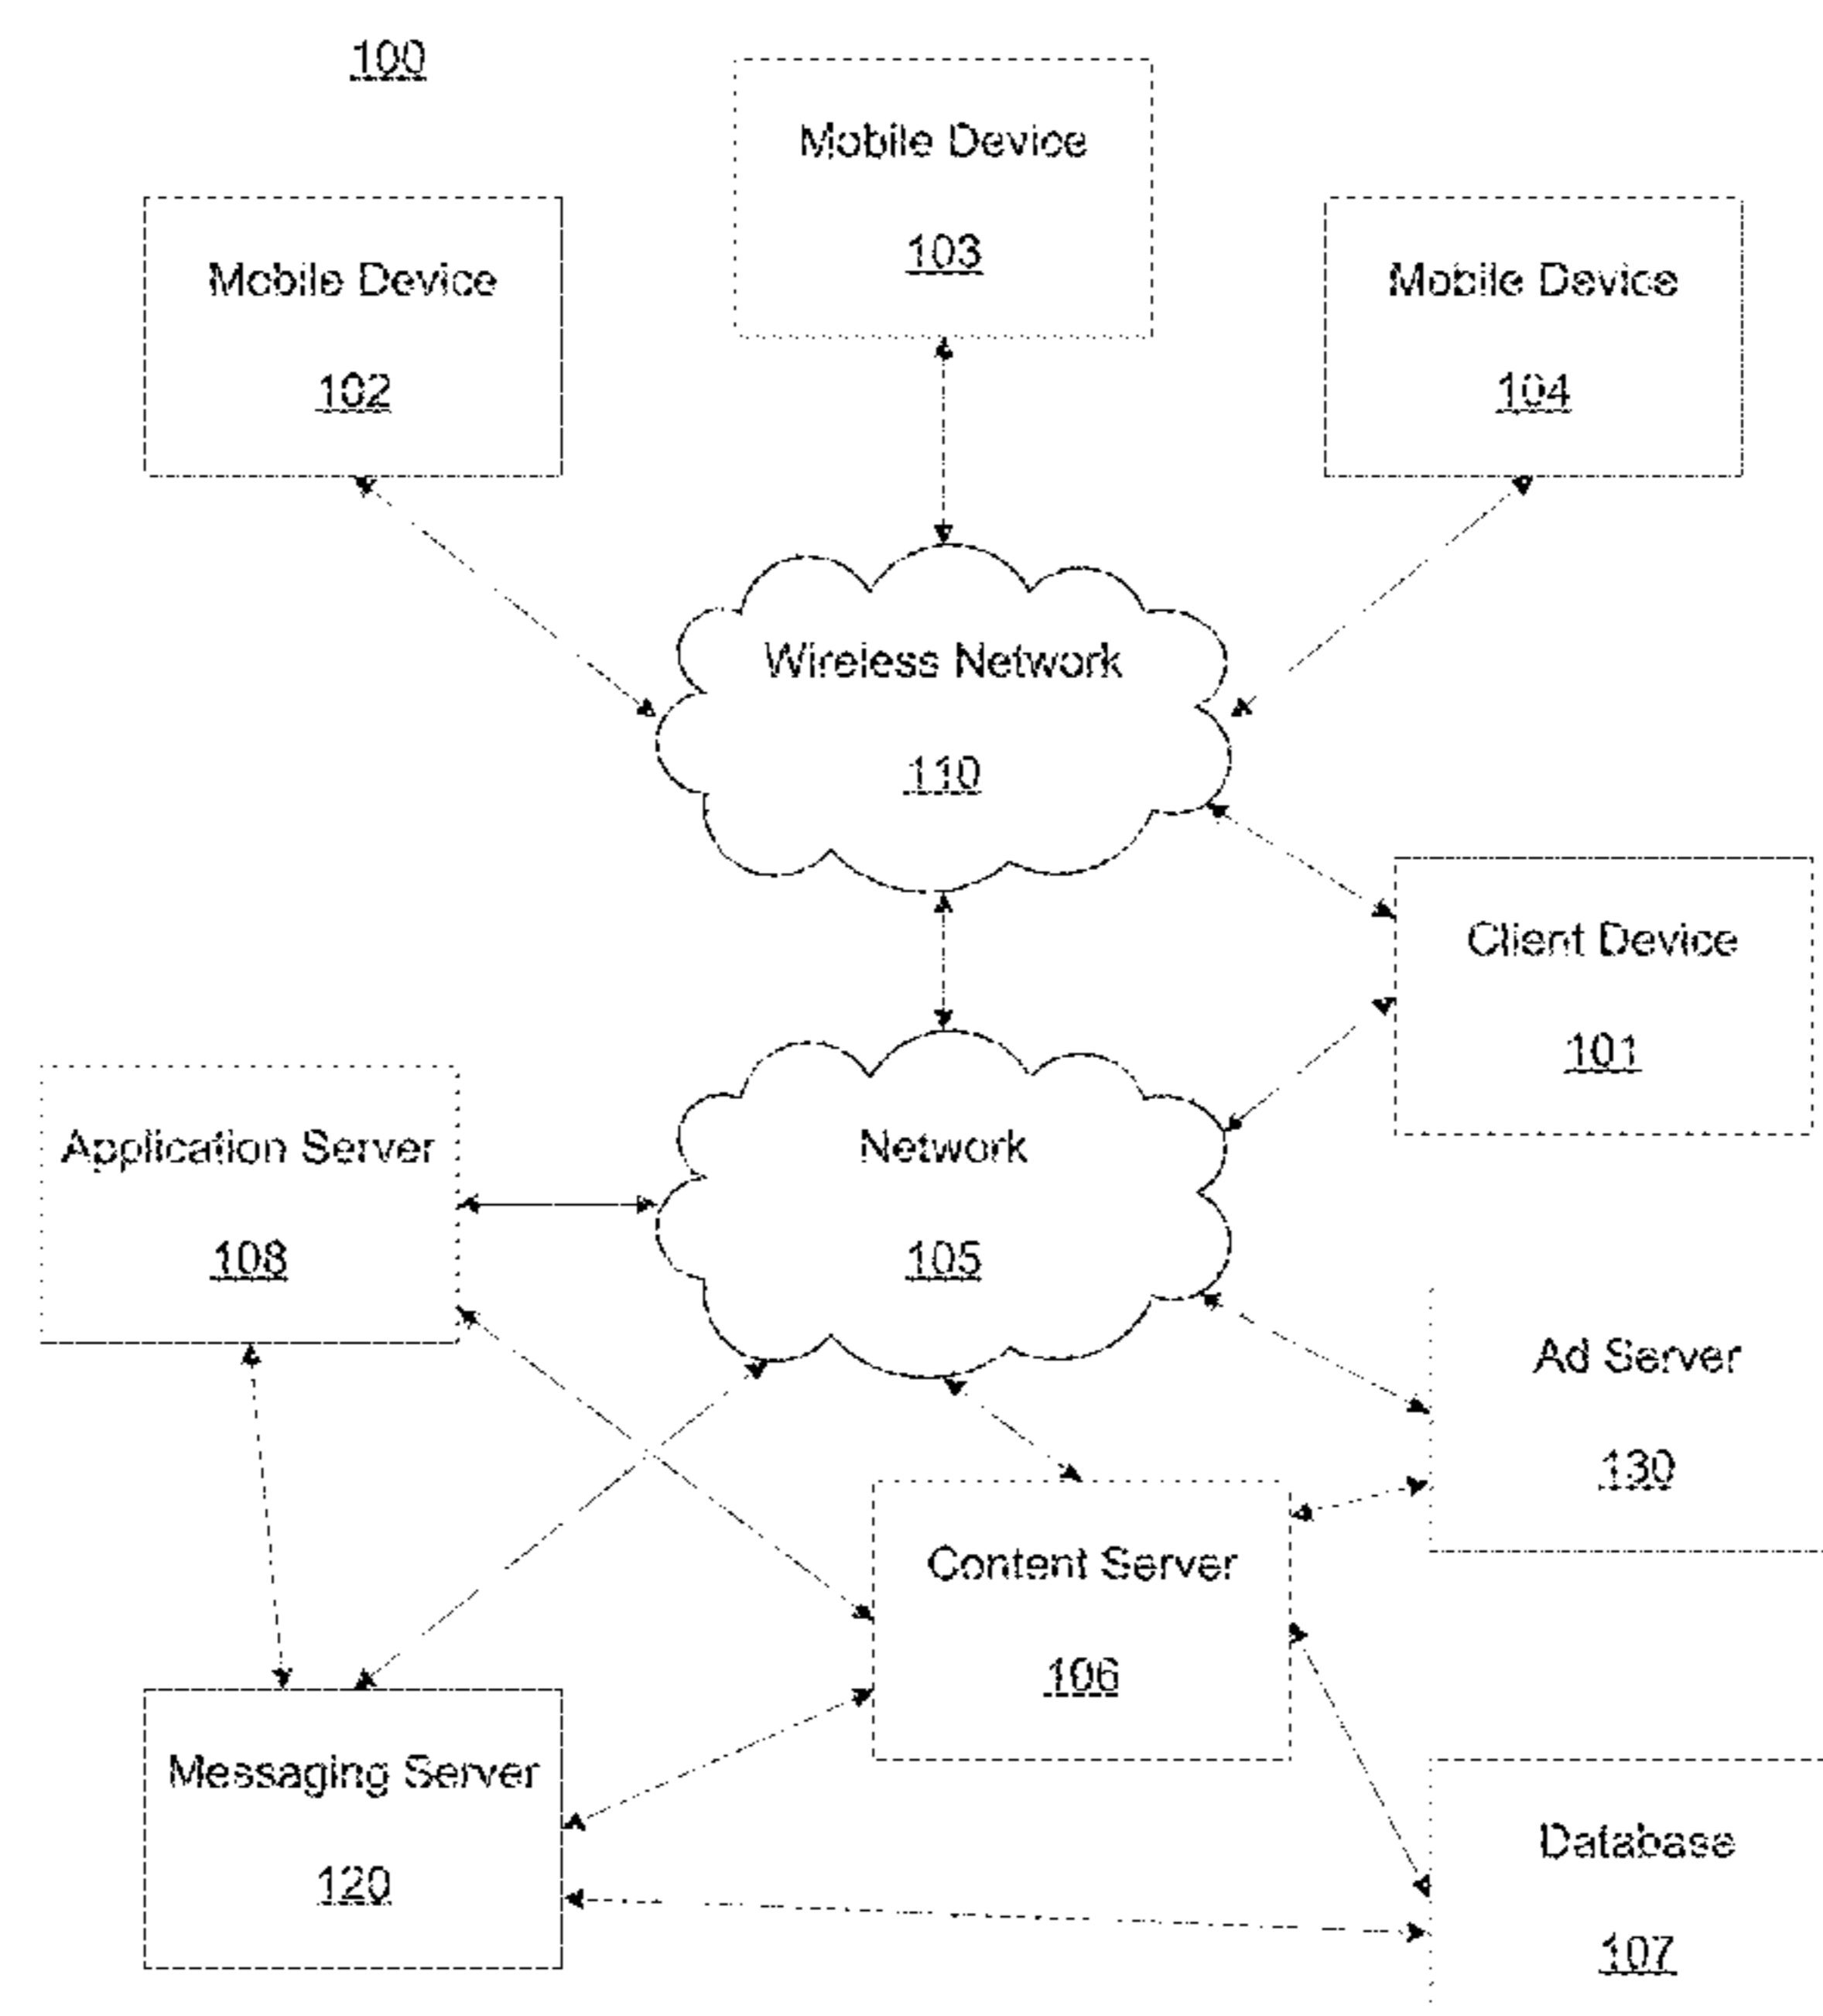 100
Mobile Device
103
Mobile Device
102
Mobile Device
104
Wireless Network
110
Client Device
101
Application Server
108
Network
105
Ad Server
130
Content Server
106
Messaging Server
120
Database
107